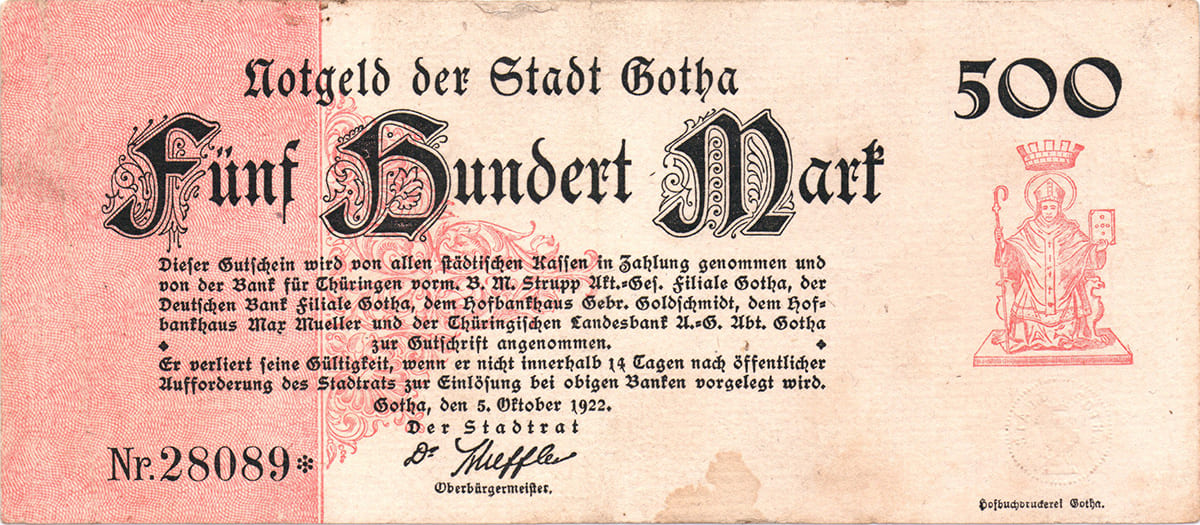 Notgeld der Stadt Gotha
500
Fünf Hundert Mark
Dieser Gutschein wird von allen städtischen Kassen in Zahlung genommen und
von der Bank für Thüringen vorm. B. M. Strupp Akt.-Ges. Filiale Gotha, der
Deutschen Bank Filiale Gotha, dem Hofbankhaus Gebr. Goldschmidt, dem Hof-
bankhaus Max Mueller und der Thüringischen Landesbank A.-G. Abt. Gotha
zur Gutschrift angenommen.
Er verliert seine Gültigkeit, wenn er nicht innerhalb 14 Tagen nach öffentlicher
Aufforderung des Stadtrats zur Einlösung bei obigen Banken vorgelegt wird.
Gotha, den 5. Oktober 1922.
Der Stadtrat
Dr
Oberbürgermeister.
Nr. 28089*
Hofbuchdruckerei Gotha.